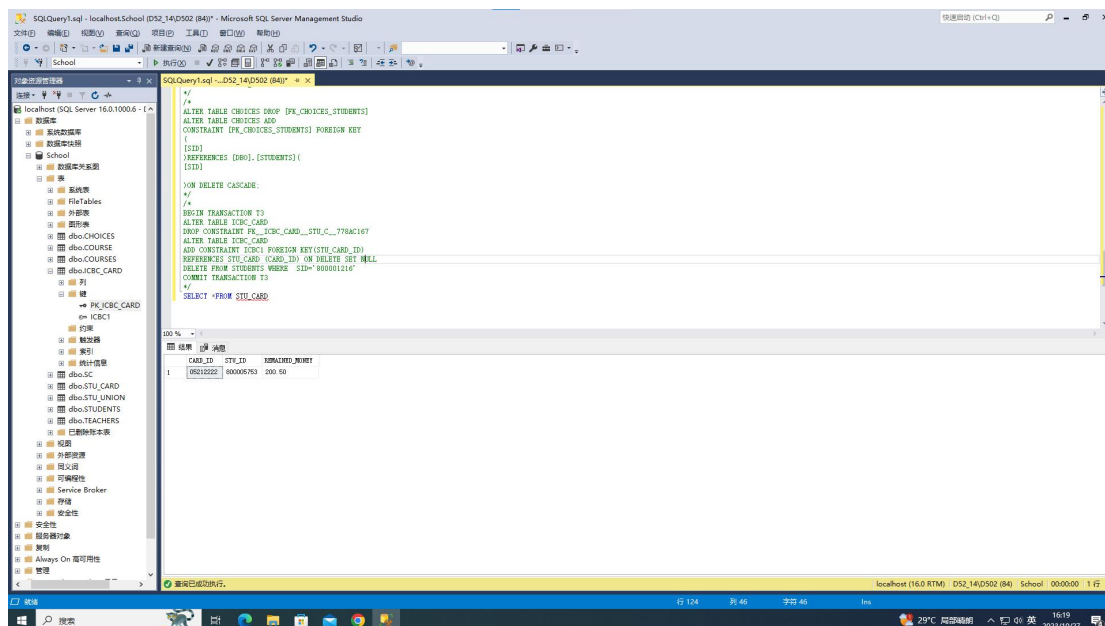 SQLQuery1.sql - localhost.School (D52_14\D502 (84))* - Microsoft SQL Server Management Studio
快速启动 (Ctrl+Q)
文件(F) 编辑(E) 视图(V) 查询(Q) 项目(P) 工具(T) 窗口(W) 帮助(H)
新建查询(N)
School 执行(X)
对象资源管理器
SQLQuery1.sql -...D52_14\D502 (84))*
连接
localhost (SQL Server 16.0.1000.6 - [
数据库
系统数据库
数据库快照
School
数据库关系图
表
系统表
FileTables
外部表
图形表
dbo.CHOICES
dbo.COURSE
dbo.COURSES
dbo.ICBC_CARD
列
键
PK_ICBC_CARD
ICBC1
约束
触发器
索引
统计信息
dbo.SC
dbo.STU_CARD
dbo.STU_UNION
dbo.STUDENTS
dbo.TEACHERS
已删除账本表
视图
外部资源
同义词
可编程性
Service Broker
存储
安全性
安全性
服务器对象
复制
Always On 高可用性
管理
*/
/*
ALTER TABLE CHOICES DROP [FK_CHOICES_STUDENTS]
ALTER TABLE CHOICES ADD
CONSTRAINT [FK_CHOICES_STUDENTS] FOREIGN KEY
(
[SID]
)REFERENCES [DBO].[STUDENTS](
[SID]
)ON DELETE CASCADE;
*/
/*
BEGIN TRANSACTION T3
ALTER TABLE ICBC_CARD
DROP CONSTRAINT FK__ICBC_CARD__STU_C__778AC167
ALTER TABLE ICBC_CARD
ADD CONSTRAINT ICBC1 FOREIGN KEY(STU_CARD_ID)
REFERENCES STU_CARD (CARD_ID) ON DELETE SET NULL
DELETE FROM STUDENTS WHERE SID='800001216'
COMMIT TRANSACTION T3
*/
SELECT *FROM STU_CARD
100 %
结果 消息
CARD_ID STU_ID REMAINED_MONEY
1 05212222 800005753 200.50
查询已成功执行。
localhost (16.0 RTM) D52_14\D502 (84) School 00:00:00 1 行
就绪 行 124 列 46 字符 46 Ins
搜索
29°C 局部晴朗 英 16:19